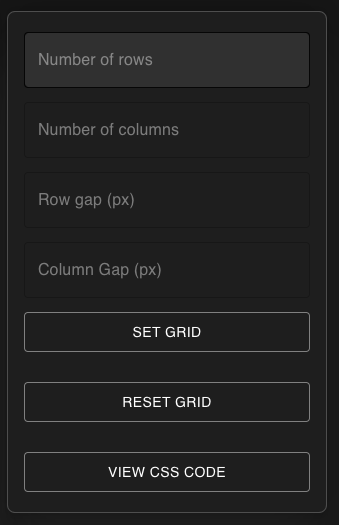 Number of rows
Number of columns
Row gap (px)
Column Gap (px)
SET GRID
RESET GRID
VIEW CSS CODE